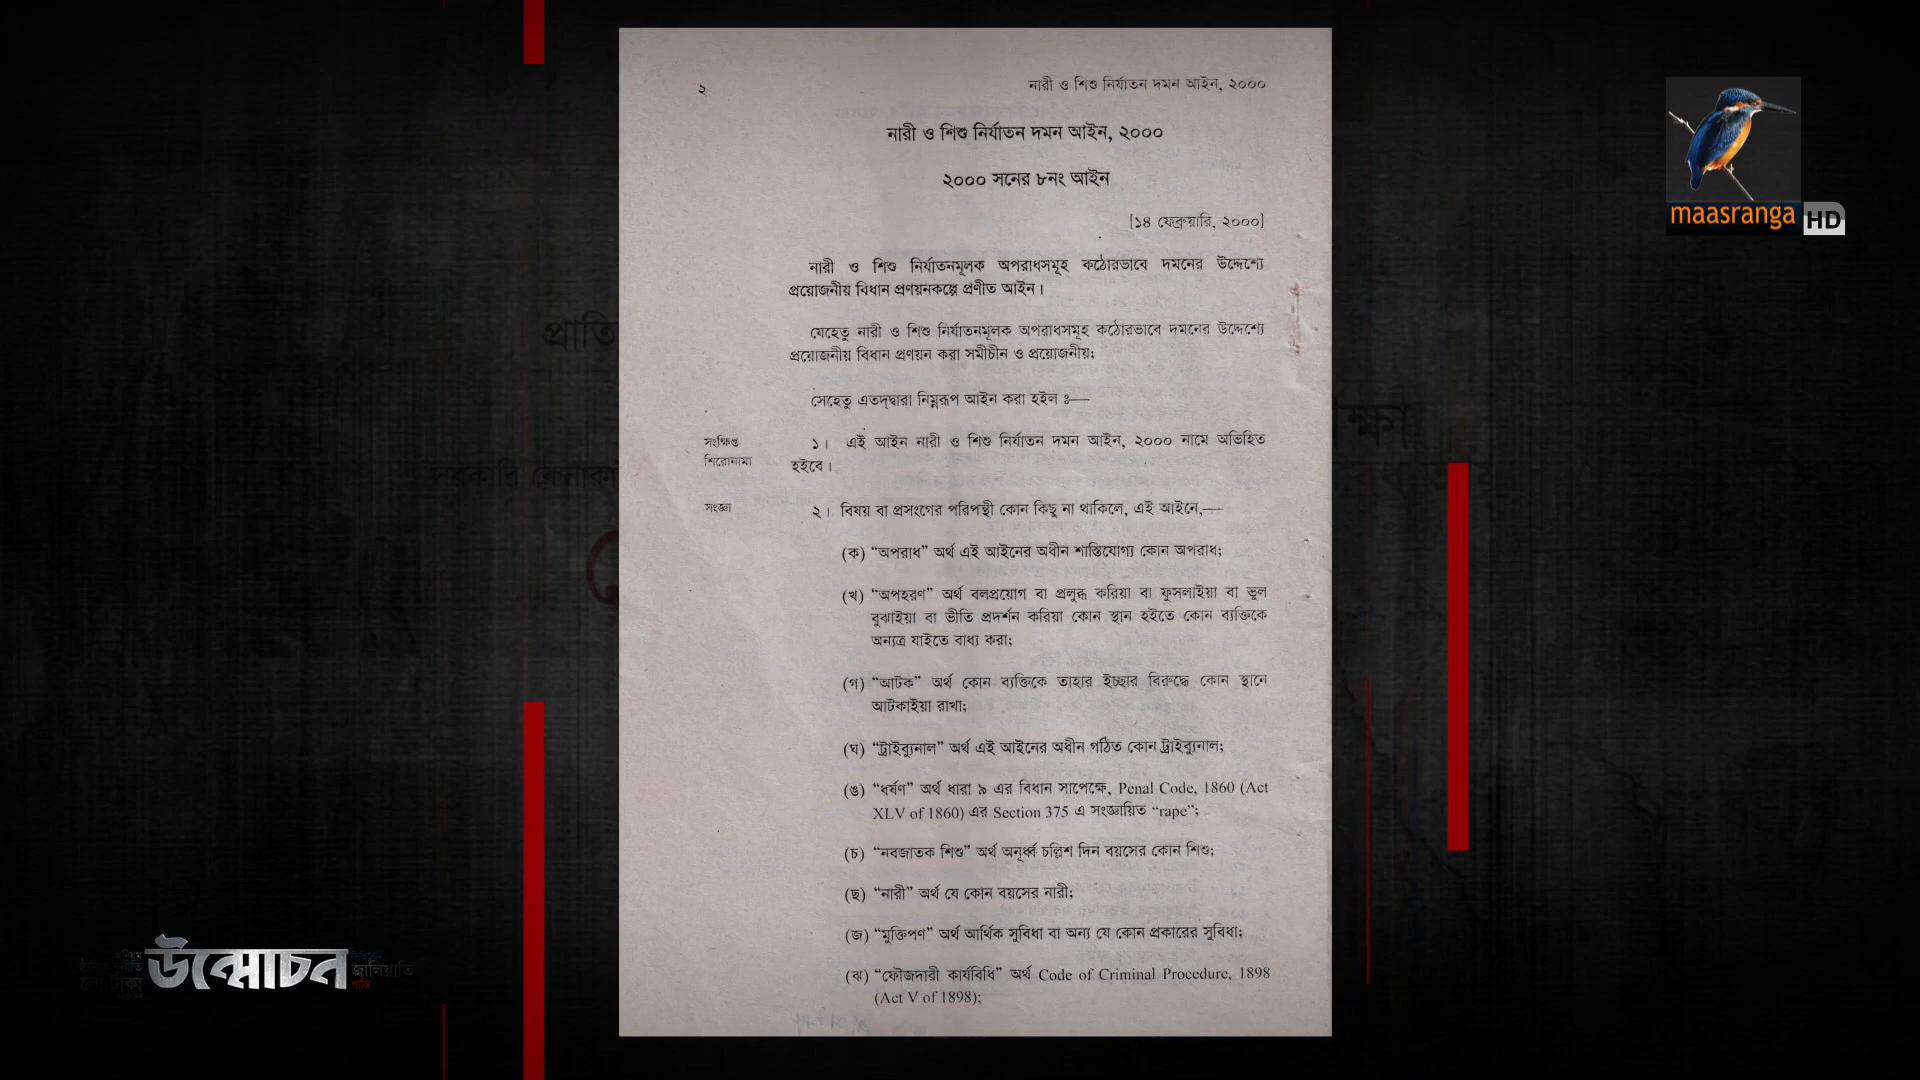 ২
নারী ও শিশু নির্যাতন দমন আইন, ২০০০
নারী ও শিশু নির্যাতন দমন আইন, ২০০০
২০০০ সনের ৮নং আইন
[১৪ ফেব্রুয়ারি, ২০০০]
নারী ও শিশু নির্যাতনমূলক অপরাধসমূহ কঠোরভাবে দমনের উদ্দেশ্যে
প্রয়োজনীয় বিধান প্রণয়নকল্পে প্রণীত আইন।
যেহেতু নারী ও শিশু নির্যাতনমূলক অপরাধসমূহ কঠোরভাবে দমনের উদ্দেশ্যে
প্রয়োজনীয় বিধান প্রণয়ন করা সমীচীন ও প্রয়োজনীয়;
সেহেতু এতদ্দ্বারা নিম্নরূপ আইন করা হইল ঃ—
সংক্ষিপ্ত
শিরোনামা
১। এই আইন নারী ও শিশু নির্যাতন দমন আইন, ২০০০ নামে অভিহিত
হইবে।
সংজ্ঞা
২। বিষয় বা প্রসংগের পরিপন্থী কোন কিছু না থাকিলে, এই আইনে,—
(ক) “অপরাধ” অর্থ এই আইনের অধীন শাস্তিযোগ্য কোন অপরাধ;
(খ) “অপহরণ” অর্থ বলপ্রয়োগ বা প্রলুব্ধ করিয়া বা ফুসলাইয়া বা ভুল
বুঝাইয়া বা ভীতি প্রদর্শন করিয়া কোন স্থান হইতে কোন ব্যক্তিকে
অন্যত্র যাইতে বাধ্য করা;
(গ) “আটক” অর্থ কোন ব্যক্তিকে তাহার ইচ্ছার বিরুদ্ধে কোন স্থানে
আটকাইয়া রাখা;
(ঘ) “ট্রাইব্যুনাল” অর্থ এই আইনের অধীন গঠিত কোন ট্রাইব্যুনাল;
(ঙ) “ধর্ষণ” অর্থ ধারা ৯ এর বিধান সাপেক্ষে, Penal Code, 1860 (Act
XLV of 1860) এর Section 375 এ সংজ্ঞায়িত “rape”;
(চ) “নবজাতক শিশু” অর্থ অনূর্ধ্ব চল্লিশ দিন বয়সের কোন শিশু;
(ছ) “নারী” অর্থ যে কোন বয়সের নারী;
(জ) “মুক্তিপণ” অর্থ আর্থিক সুবিধা বা অন্য যে কোন প্রকারের সুবিধা;
(ঝ) “ফৌজদারী কার্যবিধি” অর্থ Code of Criminal Procedure, 1898
(Act V of 1898);
maasranga HD
উন্মোচন
জালিয়াতি